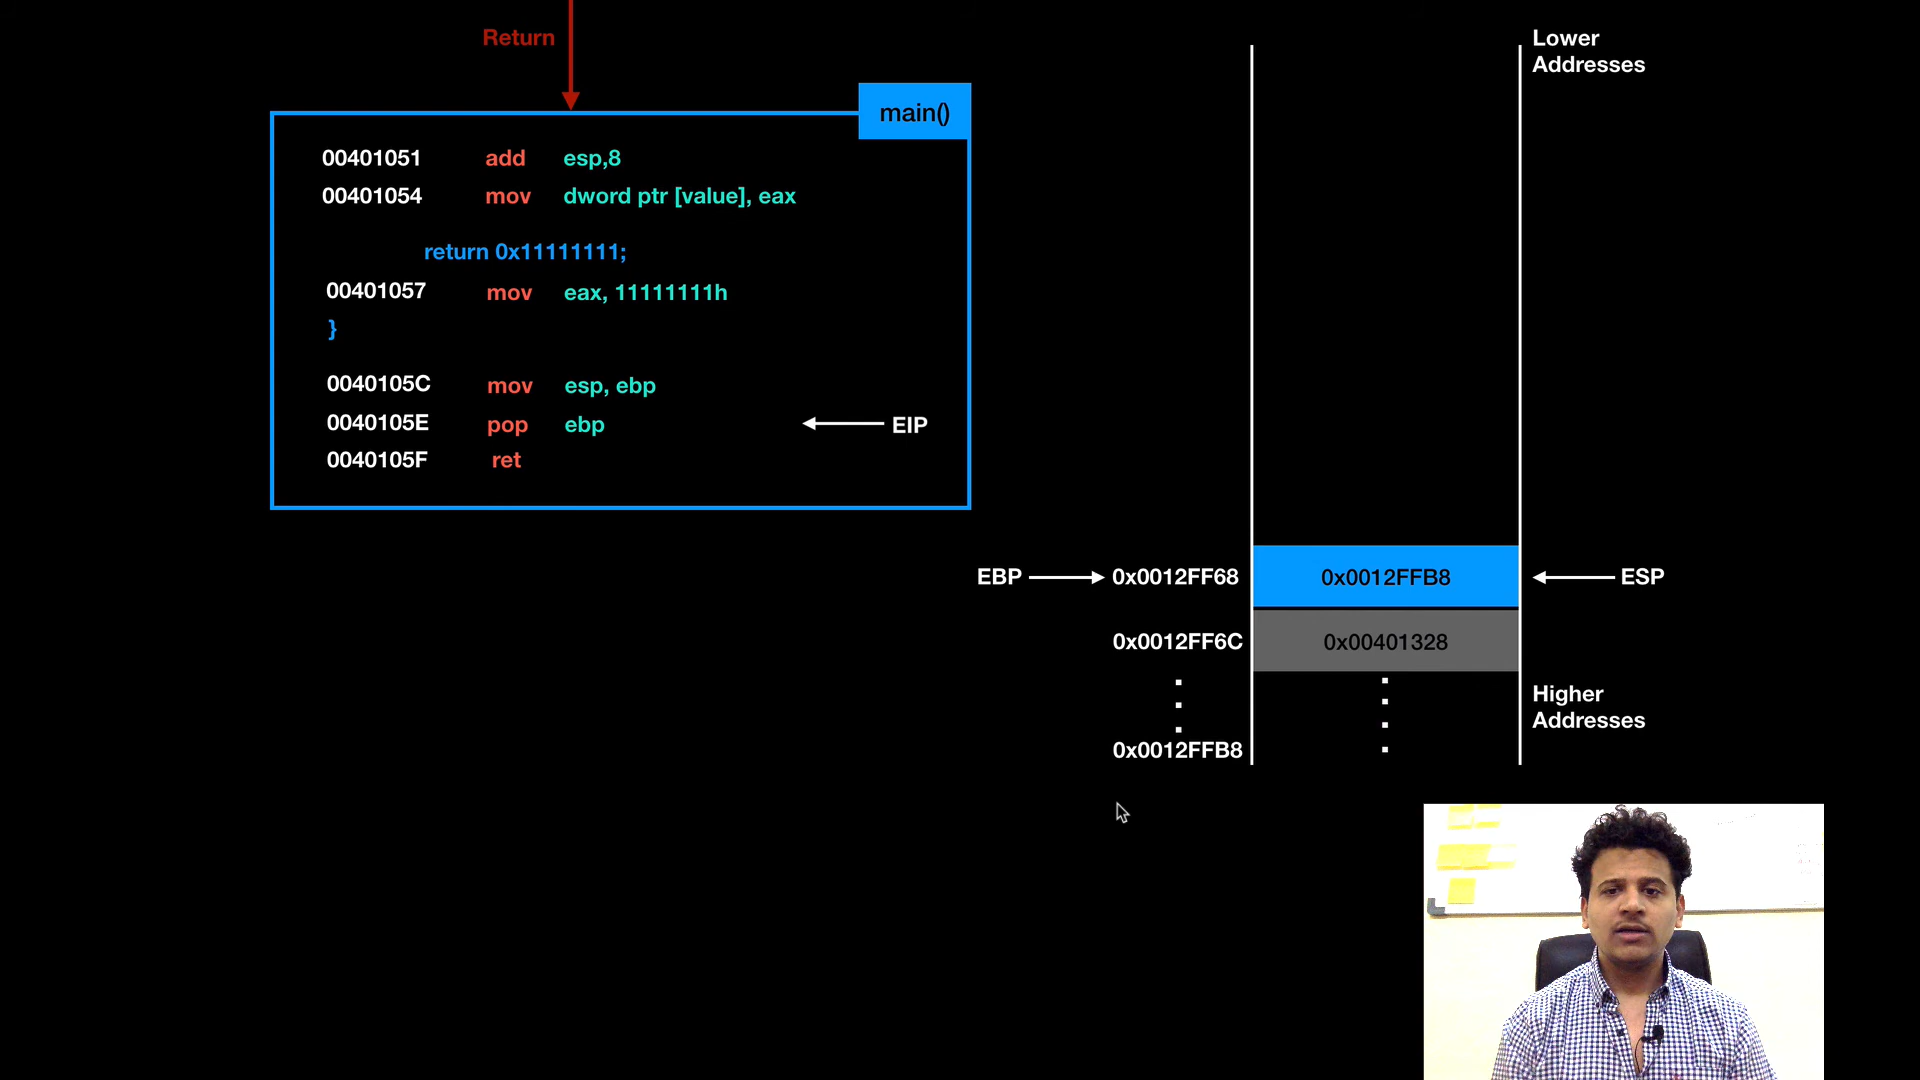 Return
main()
00401051 add esp,8
00401054 mov dword ptr [value], eax
return 0x11111111;
00401057 mov eax, 11111111h
}
0040105C mov esp, ebp
0040105E pop ebp EIP
0040105F ret
Lower
Addresses
EBP 0x0012FF68 0x0012FFB8 ESP
0x0012FF6C 0x00401328
Higher
Addresses
0x0012FFB8